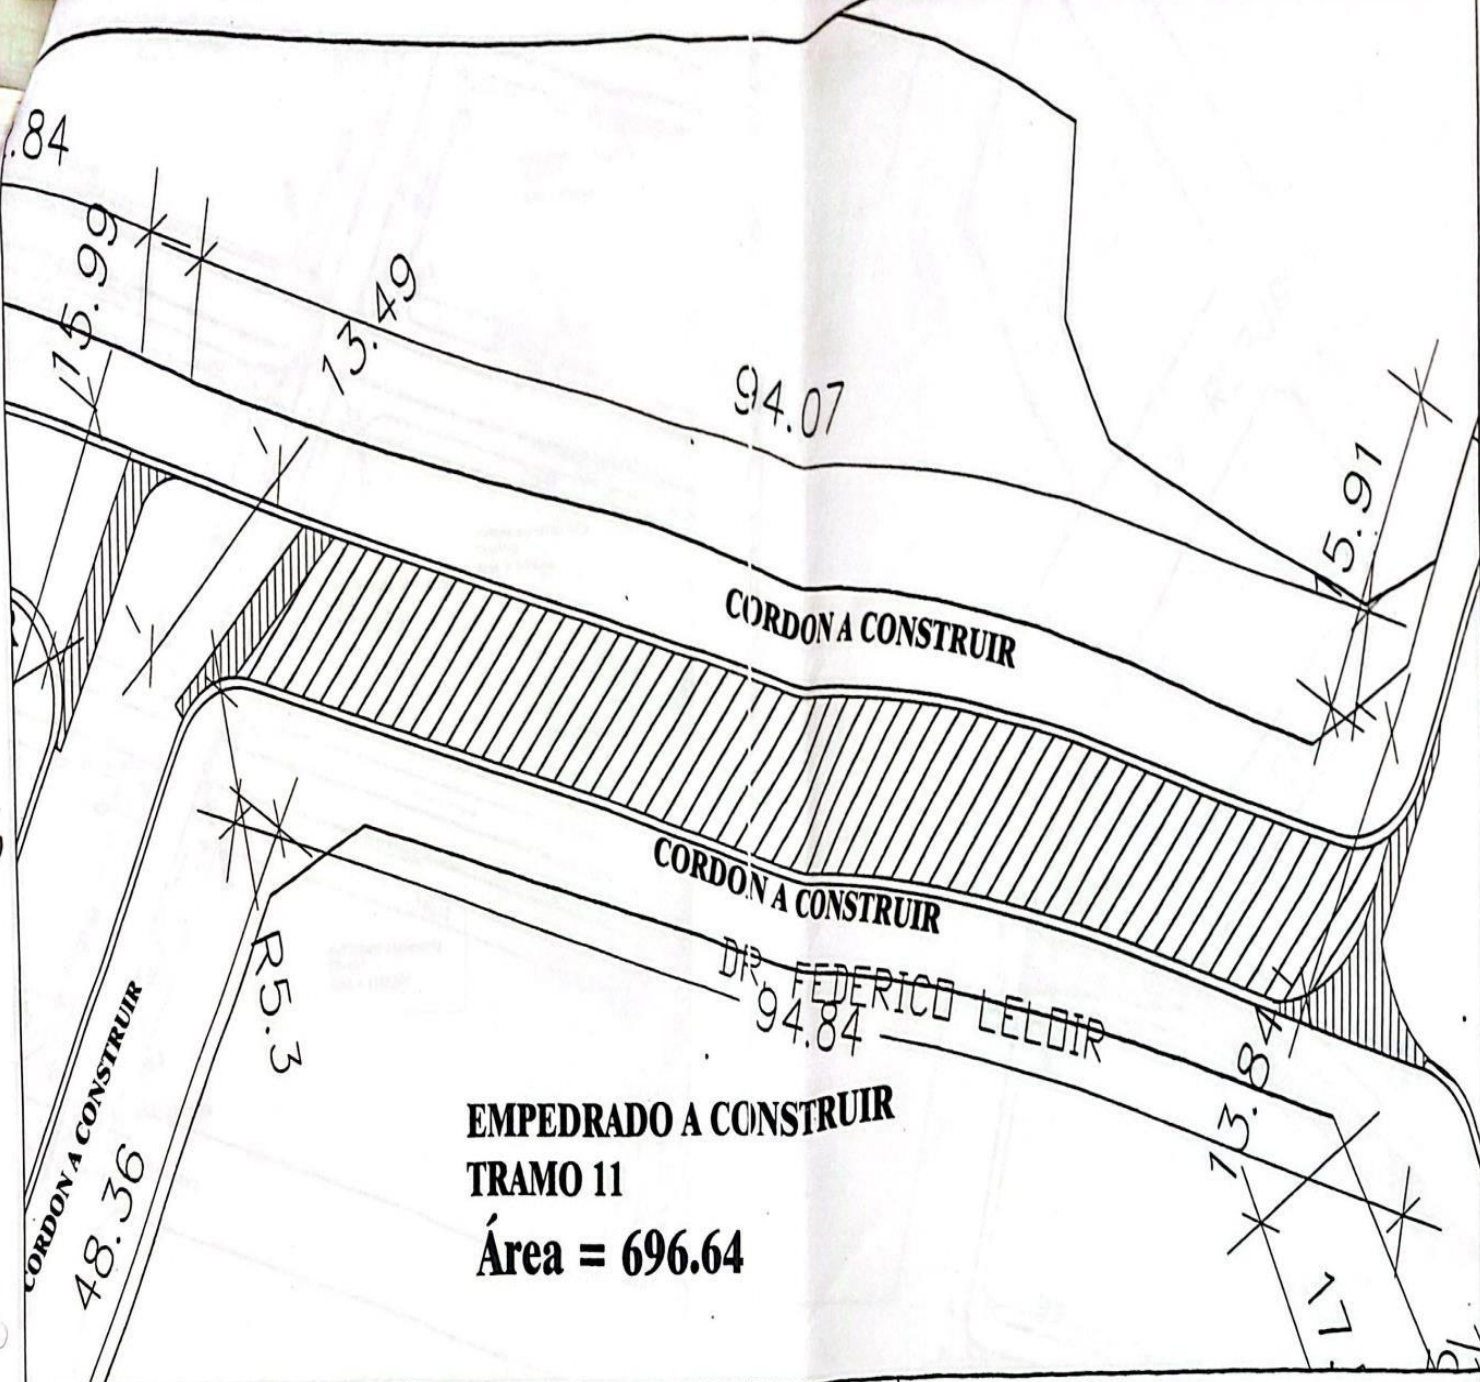 .84
15.99
13.49
94.07
5.91
CORDON A CONSTRUIR
CORDON A CONSTRUIR
DR. FEDERICO LELOIR
94.84
R5.3
13.84
CORDON A CONSTRUIR
48.36
EMPEDRADO A CONSTRUIR
TRAMO 11
Área = 696.64
17